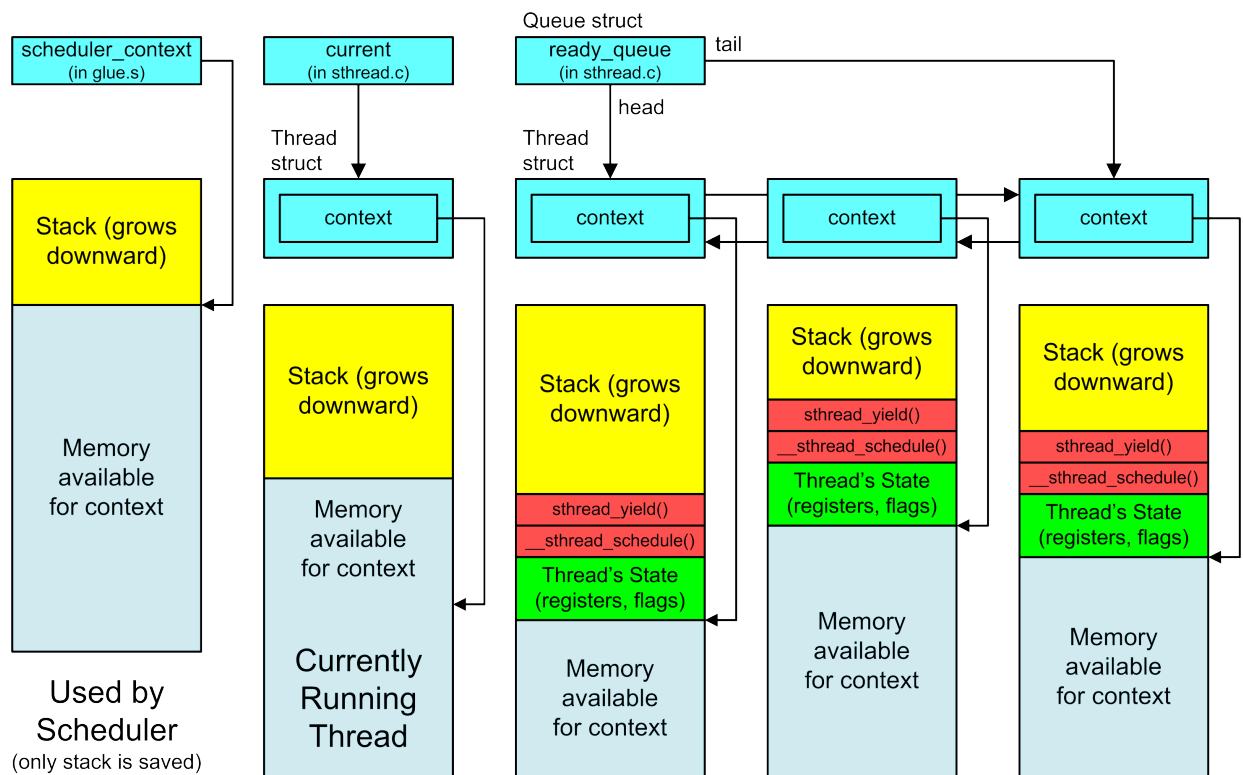 Queue struct
scheduler_context
(in glue.s)
current
(in sthread.c)
ready_queue
(in sthread.c)
tail
head
Thread
struct
Thread
struct
context
context
context
context
Stack (grows
downward)
Memory
available
for context
Used by
Scheduler
(only stack is saved)
Stack (grows
downward)
Memory
available
for context
Currently
Running
Thread
Stack (grows
downward)
sthread_yield()
__sthread_schedule()
Thread’s State
(registers, flags)
Memory
available
for context
Stack (grows
downward)
sthread_yield()
__sthread_schedule()
Thread’s State
(registers, flags)
Memory
available
for context
Stack (grows
downward)
sthread_yield()
__sthread_schedule()
Thread’s State
(registers, flags)
Memory
available
for context